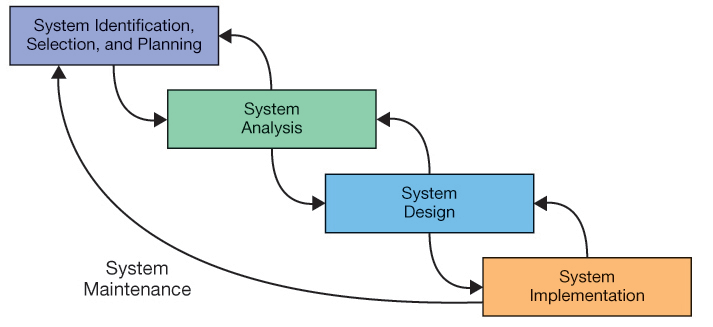 System Identification,
Selection, and Planning
System
Analysis
System
Design
System
Implementation
System
Maintenance